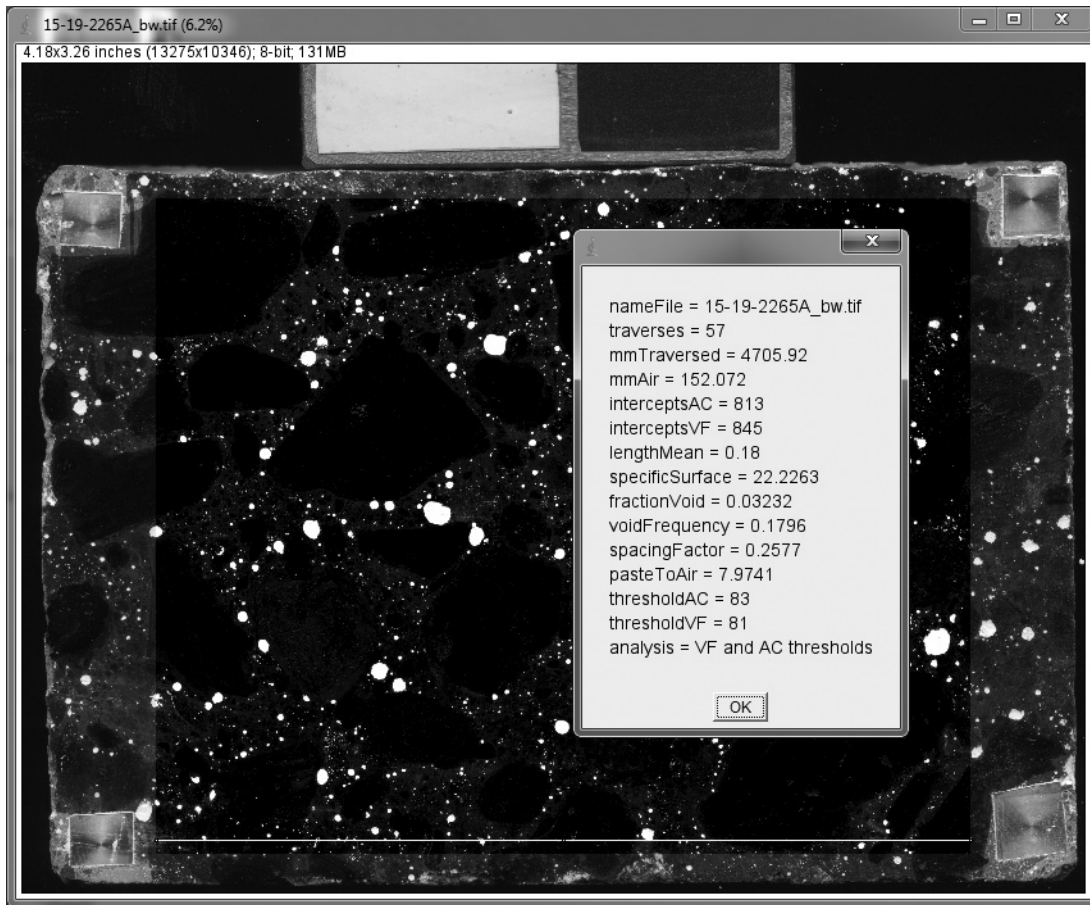 15-19-2265A_bw.tif (6.2%)
4.18x3.26 inches (13275x10346); 8-bit; 131MB
nameFile = 15-19-2265A_bw.tif
traverses = 57
mmTraversed = 4705.92
mmAir = 152.072
interceptsAC = 813
interceptsVF = 845
lengthMean = 0.18
specificSurface = 22.2263
fractionVoid = 0.03232
voidFrequency = 0.1796
spacingFactor = 0.2577
pasteToAir = 7.9741
thresholdAC = 83
thresholdVF = 81
analysis = VF and AC thresholds
OK